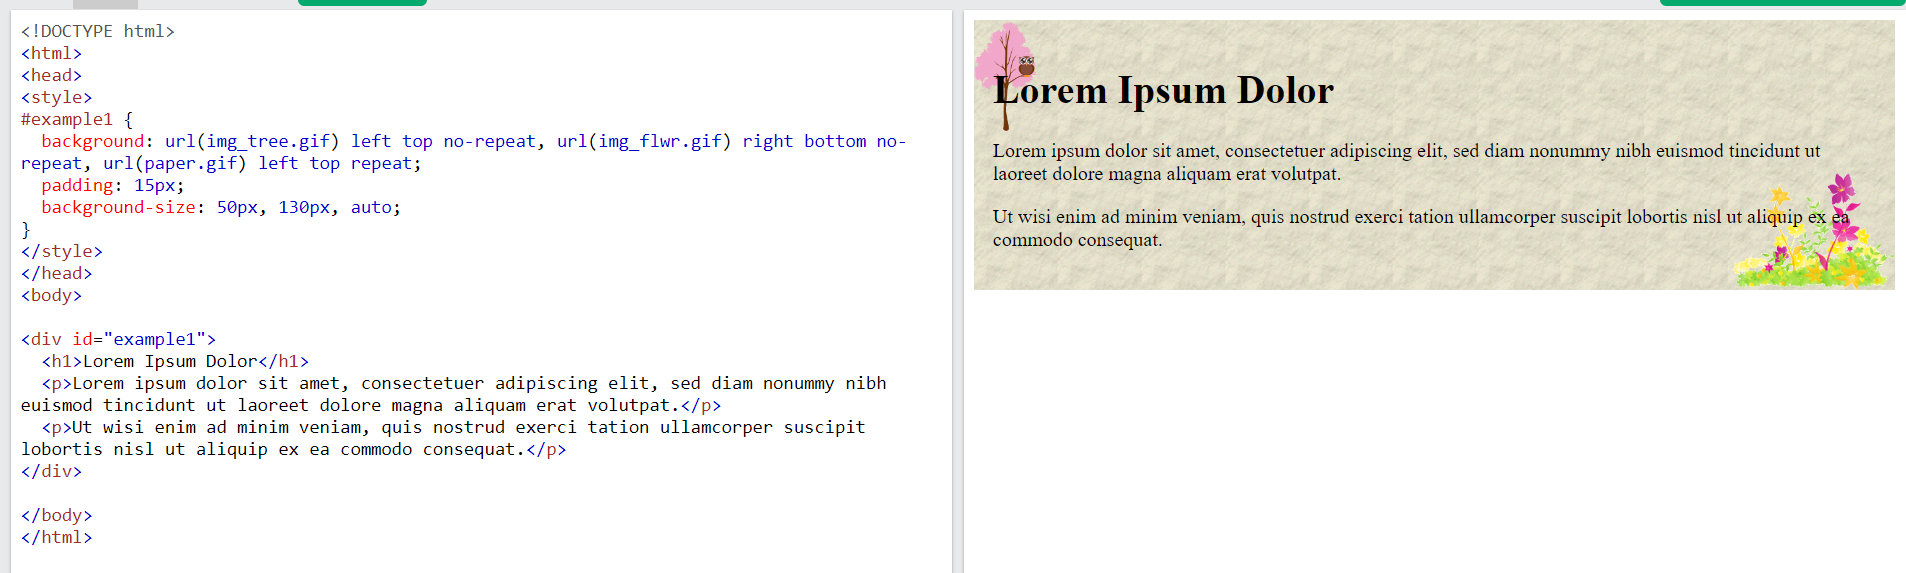 <!DOCTYPE html>
<html>
<head>
<style>
#example1 {
  background: url(img_tree.gif) left top no-repeat, url(img_flwr.gif) right bottom no-
repeat, url(paper.gif) left top repeat;
  padding: 15px;
  background-size: 50px, 130px, auto;
}
</style>
</head>
<body>

<div id="example1">
  <h1>Lorem Ipsum Dolor</h1>
  <p>Lorem ipsum dolor sit amet, consectetuer adipiscing elit, sed diam nonummy nibh
euismod tincidunt ut laoreet dolore magna aliquam erat volutpat.</p>
  <p>Ut wisi enim ad minim veniam, quis nostrud exerci tation ullamcorper suscipit
lobortis nisl ut aliquip ex ea commodo consequat.</p>
</div>

</body>
</html>
Lorem Ipsum Dolor
Lorem ipsum dolor sit amet, consectetuer adipiscing elit, sed diam nonummy nibh euismod tincidunt ut
laoreet dolore magna aliquam erat volutpat.
Ut wisi enim ad minim veniam, quis nostrud exerci tation ullamcorper suscipit lobortis nisl ut aliquip ex ea
commodo consequat.